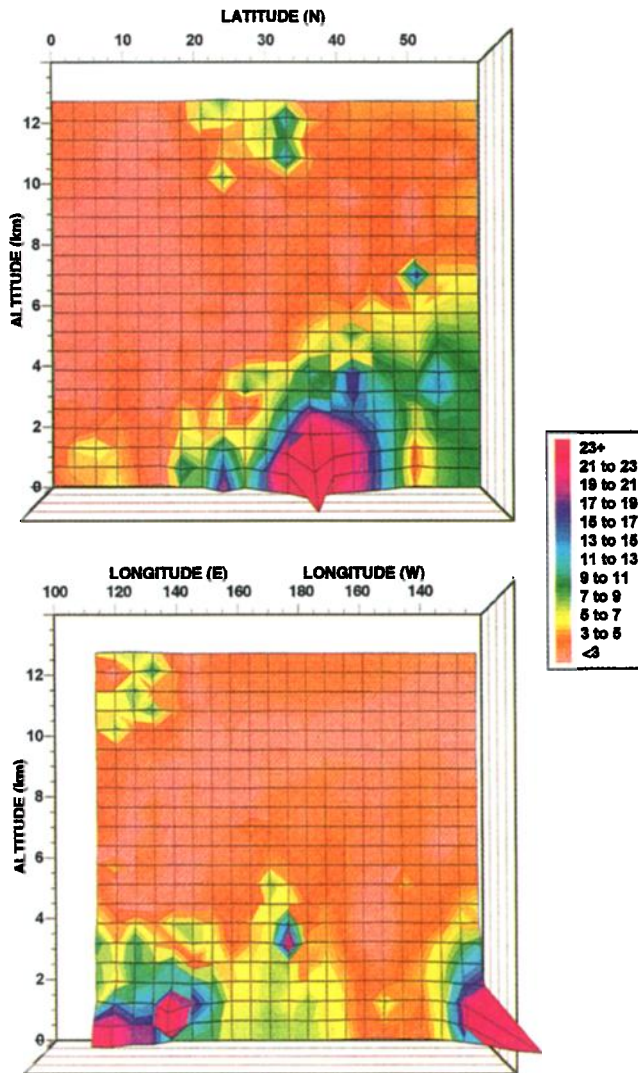 LATITUDE (N)
0 10 20 30 40 50
12
10
8
6
4
2
0
ALTITUDE (km)
23+
21 to 23
19 to 21
17 to 19
15 to 17
13 to 15
11 to 13
9 to 11
7 to 9
5 to 7
3 to 5
<3
LONGITUDE (E) LONGITUDE (W)
100 120 140 160 180 160 140
12
10
8
6
4
2
0
ALTITUDE (km)